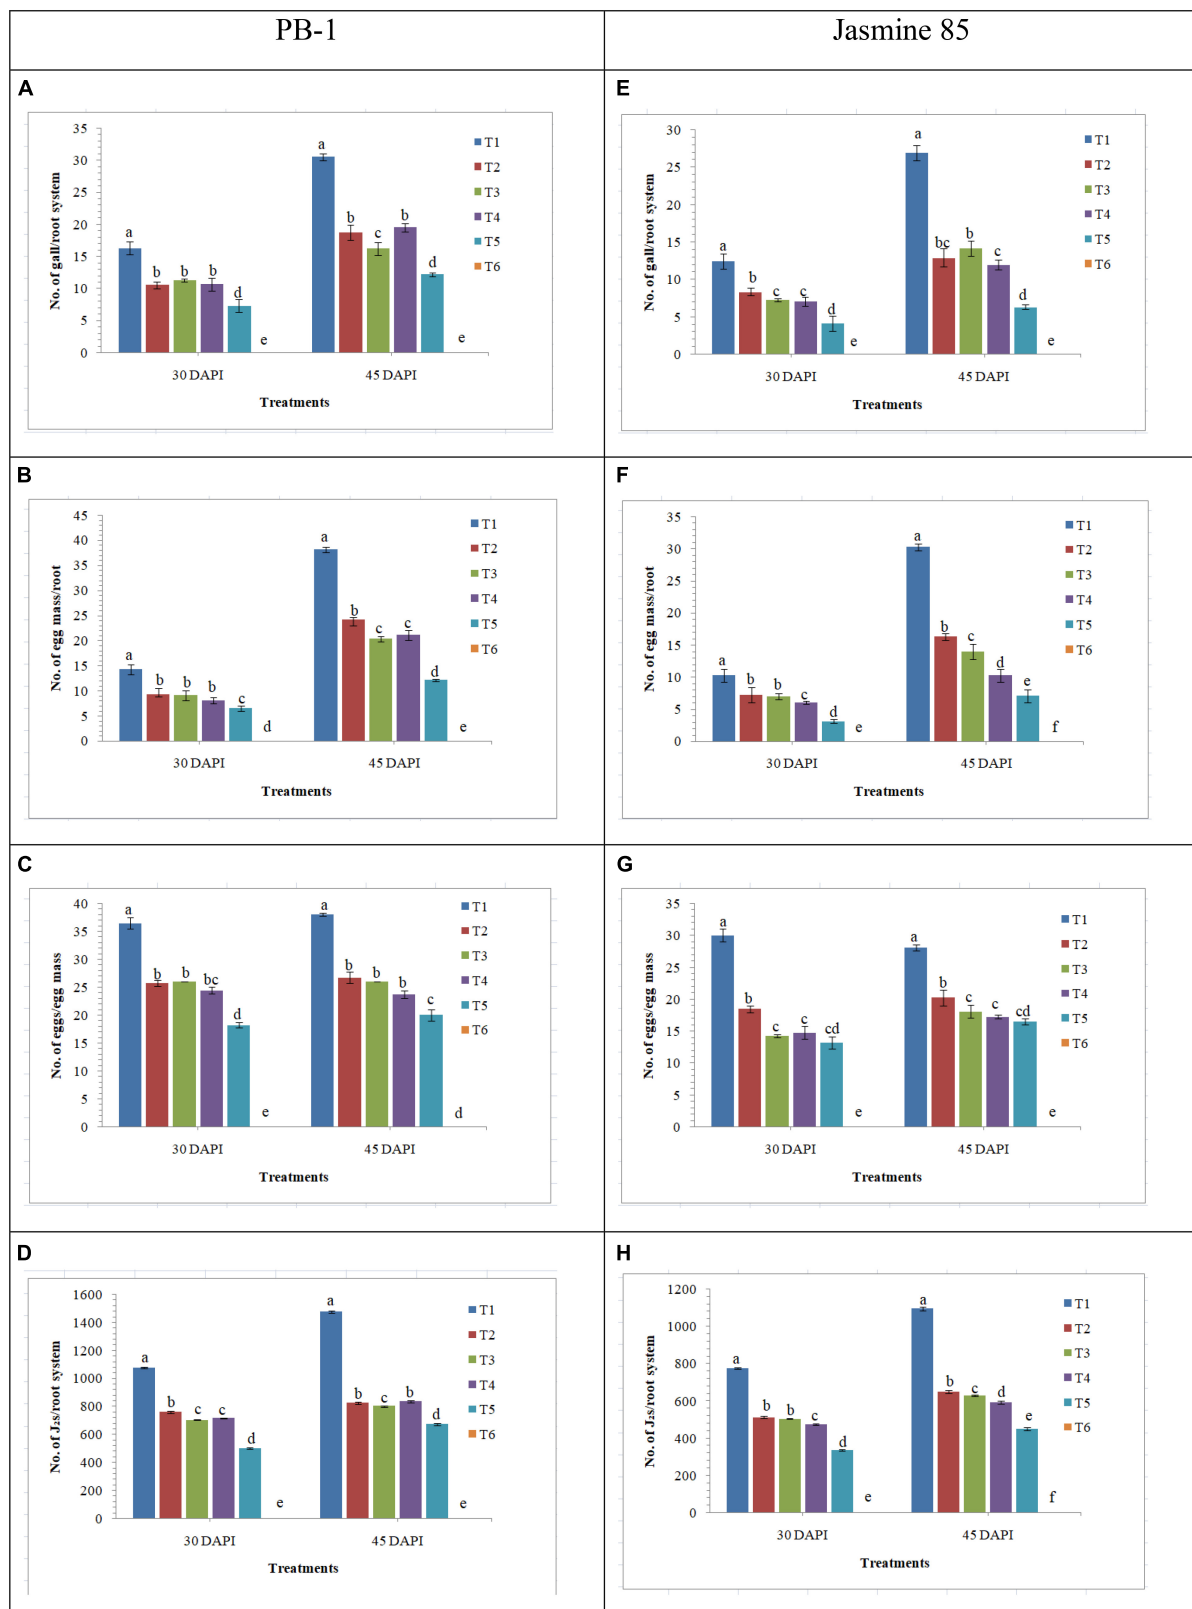 PB-1
Jasmine 85
A
35
30
25
20
15
10
5
0
No. of gall/root system
a
b
b
b
d
e
a
b
c
b
d
e
30 DAPI
45 DAPI
Treatments
T1
T2
T3
T4
T5
T6
E
30
25
20
15
10
5
0
No. of gall/root system
a
b
c
c
d
e
a
bc
b
c
d
e
30 DAPI
45 DAPI
Treatments
T1
T2
T3
T4
T5
T6
B
45
40
35
30
25
20
15
10
5
0
No. of egg mass/root
a
b
b
b
c
d
a
b
c
c
d
e
30 DAPI
45 DAPI
Treatments
T1
T2
T3
T4
T5
T6
F
35
30
25
20
15
10
5
0
No. of egg mass/root
a
b
b
c
d
e
a
b
c
d
e
f
30 DAPI
45 DAPI
Treatments
T1
T2
T3
T4
T5
T6
C
40
35
30
25
20
15
10
5
0
No. of eggs/egg mass
a
b
b
bc
d
e
a
b
b
b
c
d
30 DAPI
45 DAPI
Treatments
T1
T2
T3
T4
T5
T6
G
35
30
25
20
15
10
5
0
No. of eggs/egg mass
a
b
c
c
cd
e
a
b
c
c
cd
e
30 DAPI
45 DAPI
Treatments
T1
T2
T3
T4
T5
T6
D
1600
1400
1200
1000
800
600
400
200
0
No. of J₂s/root system
a
b
c
c
d
e
a
b
c
b
d
e
30 DAPI
45 DAPI
Treatments
T1
T2
T3
T4
T5
T6
H
1200
1000
800
600
400
200
0
No. of J₂s/root system
a
b
b
c
d
e
a
b
c
d
e
f
30 DAPI
45 DAPI
Treatments
T1
T2
T3
T4
T5
T6